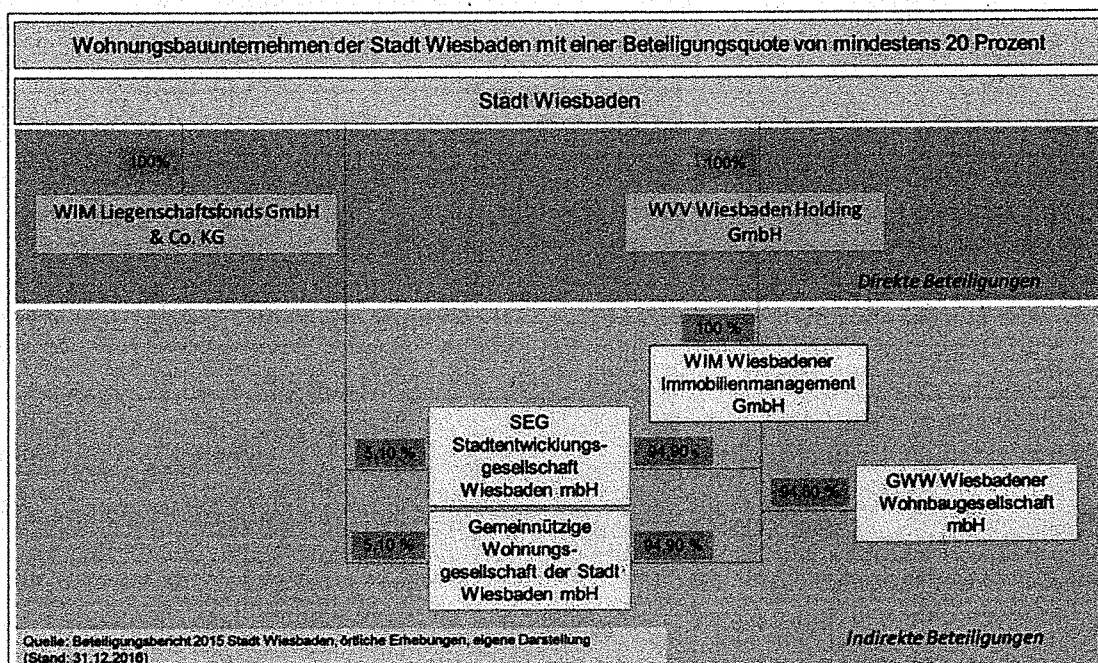 Wohnungsbauunternehmen der Stadt Wiesbaden mit einer Beteiligungsquote von mindestens 20 Prozent
Stadt Wiesbaden
100%
100%
WIM Liegenschaftsfonds GmbH
& Co. KG
WVV Wiesbaden Holding
GmbH
Direkte Beteiligungen
100 %
WIM Wiesbadener
Immobilienmanagement
GmbH
SEG
Stadtentwicklungs-
gesellschaft
Wiesbaden mbH
5,10 %
94,90 %
GWW Wiesbadener
Wohnbaugesellschaft
mbH
Gemeinnützige
Wohnungs-
gesellschaft der Stadt
Wiesbaden mbH
5,10 %
94,90 %
Quelle: Beteiligungsbericht 2015 Stadt Wiesbaden, örtliche Erhebungen, eigene Darstellung
(Stand: 31.12.2016)
Indirekte Beteiligungen